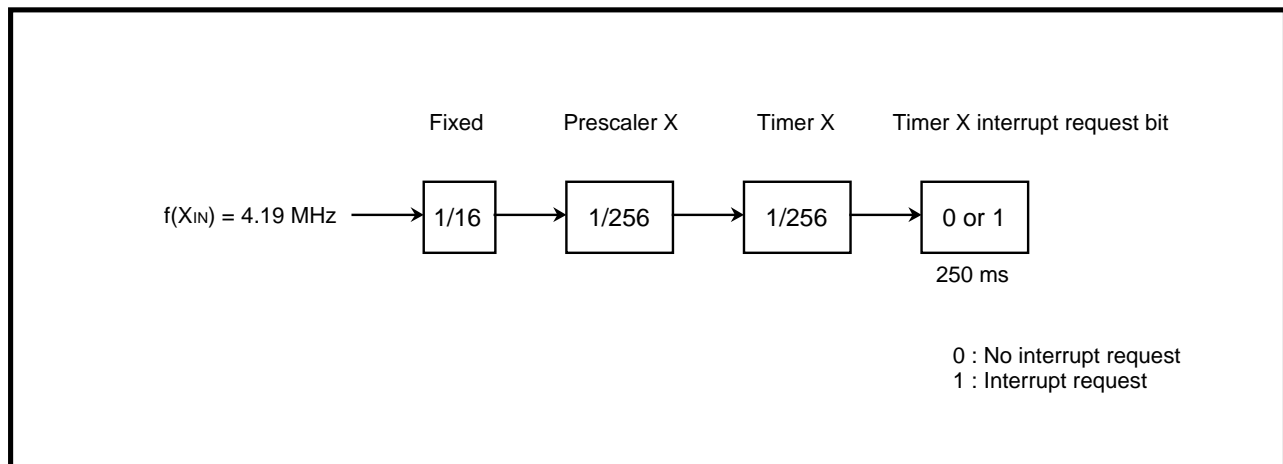 Fixed Prescaler X Timer X Timer X interrupt request bit
f(XIN) = 4.19 MHz 1/16 1/256 1/256 0 or 1
250 ms
0 : No interrupt request
1 : Interrupt request